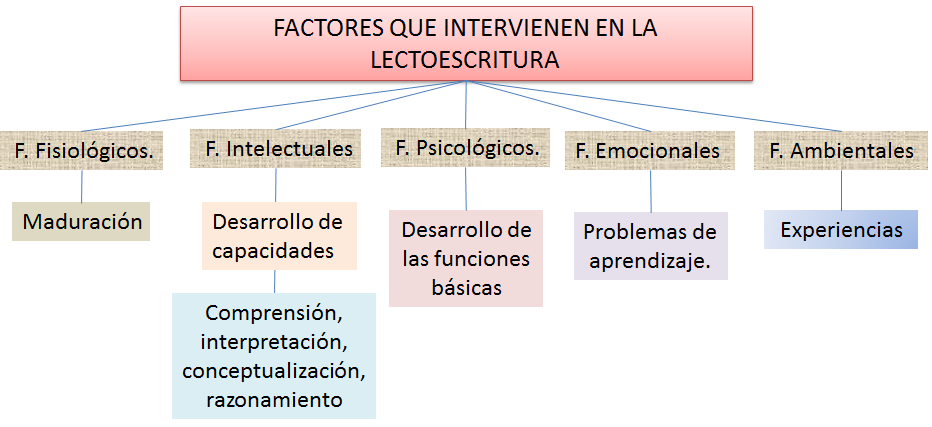 FACTORES QUE INTERVIENEN EN LA
LECTOESCRITURA
F. Fisiológicos.
F. Intelectuales
F. Psicológicos.
F. Emocionales
F. Ambientales
Maduración
Desarrollo de
capacidades
Desarrollo de
las funciones
básicas
Problemas de
aprendizaje.
Experiencias
Comprensión,
interpretación,
conceptualización,
razonamiento